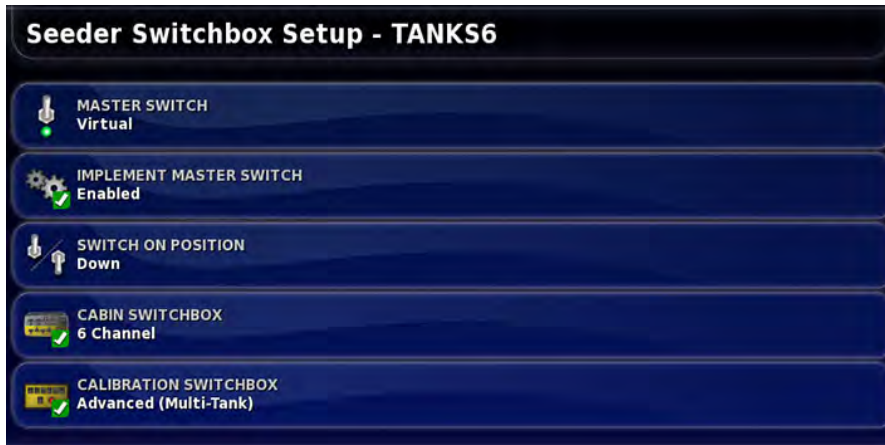 Seeder Switchbox Setup - TANKS6
MASTER SWITCH
Virtual
IMPLEMENT MASTER SWITCH
Enabled
SWITCH ON POSITION
Down
CABIN SWITCHBOX
6 Channel
CALIBRATION SWITCHBOX
Advanced (Multi-Tank)